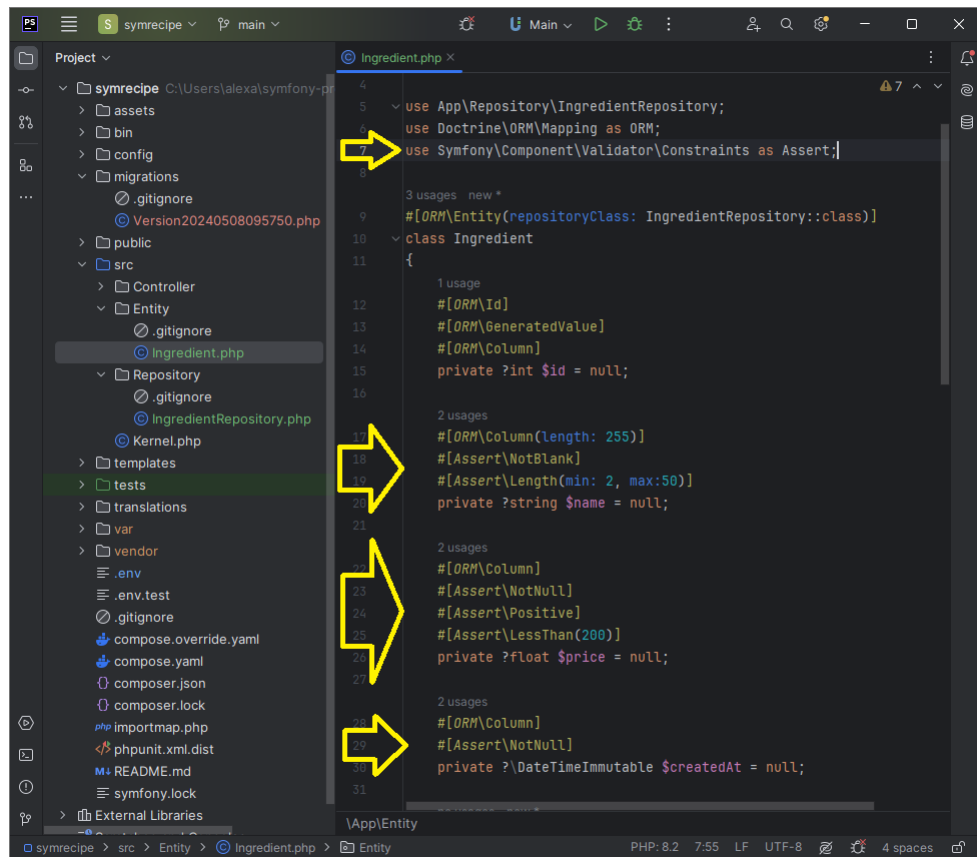 PS
S symrecipe main Main
Project
symrecipe C:\Users\alexa\symfony-pr
assets
bin
config
migrations
.gitignore
Version20240508095750.php
public
src
Controller
Entity
.gitignore
Ingredient.php
Repository
.gitignore
IngredientRepository.php
Kernel.php
templates
tests
translations
var
vendor
.env
.env.test
.gitignore
compose.override.yaml
compose.yaml
composer.json
composer.lock
php importmap.php
phpunit.xml.dist
M↓ README.md
symfony.lock
External Libraries
Ingredient.php
7
4
5 use App\Repository\IngredientRepository;
6 use Doctrine\ORM\Mapping as ORM;
7 use Symfony\Component\Validator\Constraints as Assert;
8
3 usages new *
9 #[ORM\Entity(repositoryClass: IngredientRepository::class)]
10 class Ingredient
11 {
1 usage
12 #[ORM\Id]
13 #[ORM\GeneratedValue]
14 #[ORM\Column]
15 private ?int $id = null;
16
2 usages
17 #[ORM\Column(length: 255)]
18 #[Assert\NotBlank]
19 #[Assert\Length(min: 2, max:50)]
20 private ?string $name = null;
21
2 usages
22 #[ORM\Column]
23 #[Assert\NotNull]
24 #[Assert\Positive]
25 #[Assert\LessThan(200)]
26 private ?float $price = null;
27
2 usages
28 #[ORM\Column]
29 #[Assert\NotNull]
30 private ?\DateTimeImmutable $createdAt = null;
31
\App\Entity
symrecipe > src > Entity > Ingredient.php > Entity PHP: 8.2 7:55 LF UTF-8 4 spaces